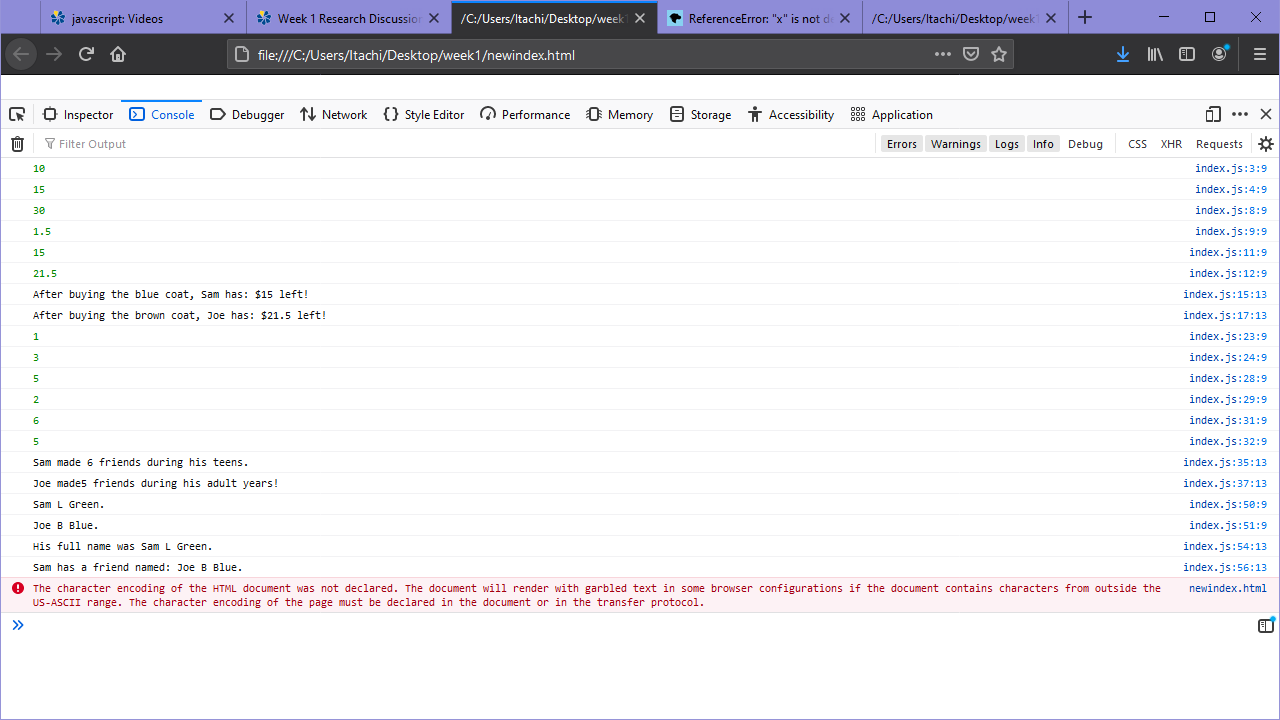 javascript: Videos
Week 1 Research Discussion
/C:/Users/Itachi/Desktop/week1
ReferenceError: "x" is not de
/C:/Users/Itachi/Desktop/week1
file:///C:/Users/Itachi/Desktop/week1/newindex.html
Inspector Console Debugger Network Style Editor Performance Memory Storage Accessibility Application
Filter Output Errors Warnings Logs Info Debug CSS XHR Requests
10 index.js:3:9
15 index.js:4:9
30 index.js:8:9
1.5 index.js:9:9
15 index.js:11:9
21.5 index.js:12:9
After buying the blue coat, Sam has: $15 left! index.js:15:13
After buying the brown coat, Joe has: $21.5 left! index.js:17:13
1 index.js:23:9
3 index.js:24:9
5 index.js:28:9
2 index.js:29:9
6 index.js:31:9
5 index.js:32:9
Sam made 6 friends during his teens. index.js:35:13
Joe made5 friends during his adult years! index.js:37:13
Sam L Green. index.js:50:9
Joe B Blue. index.js:51:9
His full name was Sam L Green. index.js:54:13
Sam has a friend named: Joe B Blue. index.js:56:13
The character encoding of the HTML document was not declared. The document will render with garbled text in some browser configurations if the document contains characters from outside the newindex.html
US-ASCII range. The character encoding of the page must be declared in the document or in the transfer protocol.